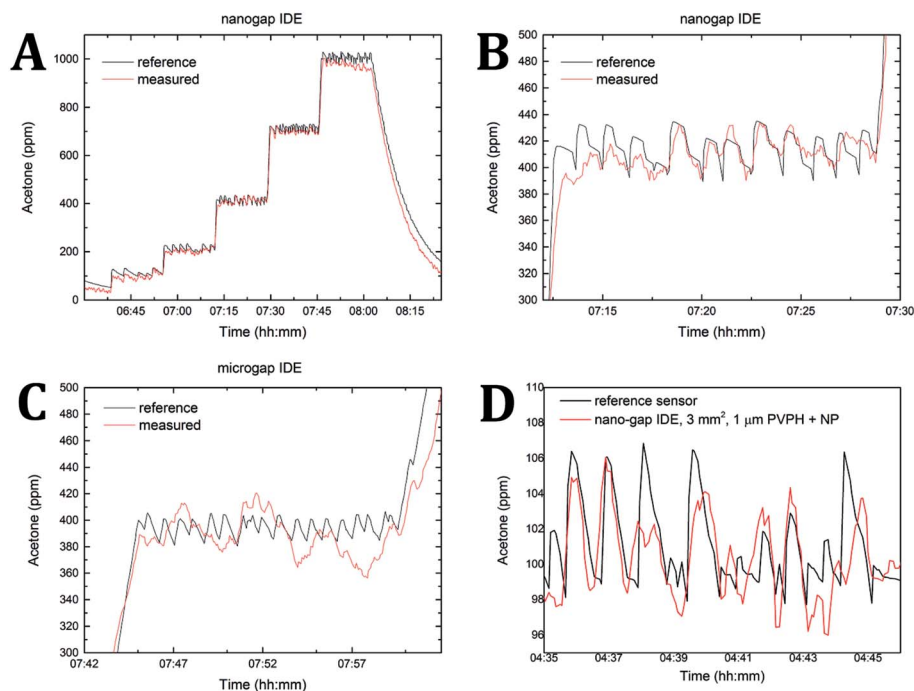 A
nanogap IDE
reference
measured
1000
800
600
400
200
0
Acetone (ppm)
06:45 07:00 07:15 07:30 07:45 08:00 08:15
Time (hh:mm)
B
nanogap IDE
reference
measured
500
480
460
440
420
400
380
360
340
320
300
Acetone (ppm)
07:15 07:20 07:25 07:30
Time (hh:mm)
C
microgap IDE
reference
measured
500
480
460
440
420
400
380
360
340
320
300
Acetone (ppm)
07:42 07:47 07:52 07:57
Time (hh:mm)
D
reference sensor
nano-gap IDE, 3 mm², 1 μm PVPH + NP
110
108
106
104
102
100
98
96
Acetone (ppm)
04:35 04:37 04:39 04:41 04:43 04:45
Time (hh:mm)